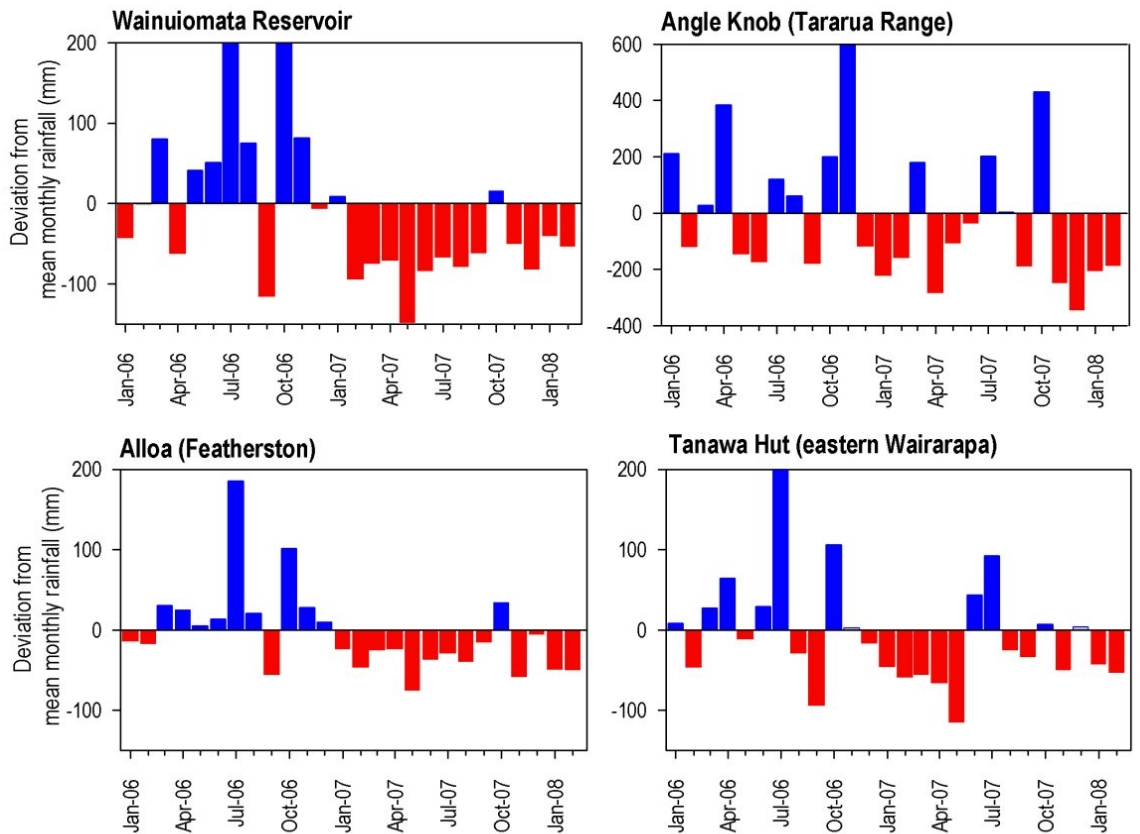 Wainuiomata Reservoir
Deviation from
mean monthly rainfall (mm)
200
100
0
-100
Jan-06
Apr-06
Jul-06
Oct-06
Jan-07
Apr-07
Jul-07
Oct-07
Jan-08
Angle Knob (Tararua Range)
600
400
200
0
-200
-400
Jan-06
Apr-06
Jul-06
Oct-06
Jan-07
Apr-07
Jul-07
Oct-07
Jan-08
Alloa (Featherston)
Deviation from
mean monthly rainfall (mm)
200
100
0
-100
Jan-06
Apr-06
Jul-06
Oct-06
Jan-07
Apr-07
Jul-07
Oct-07
Jan-08
Tanawa Hut (eastern Wairarapa)
200
100
0
-100
Jan-06
Apr-06
Jul-06
Oct-06
Jan-07
Apr-07
Jul-07
Oct-07
Jan-08